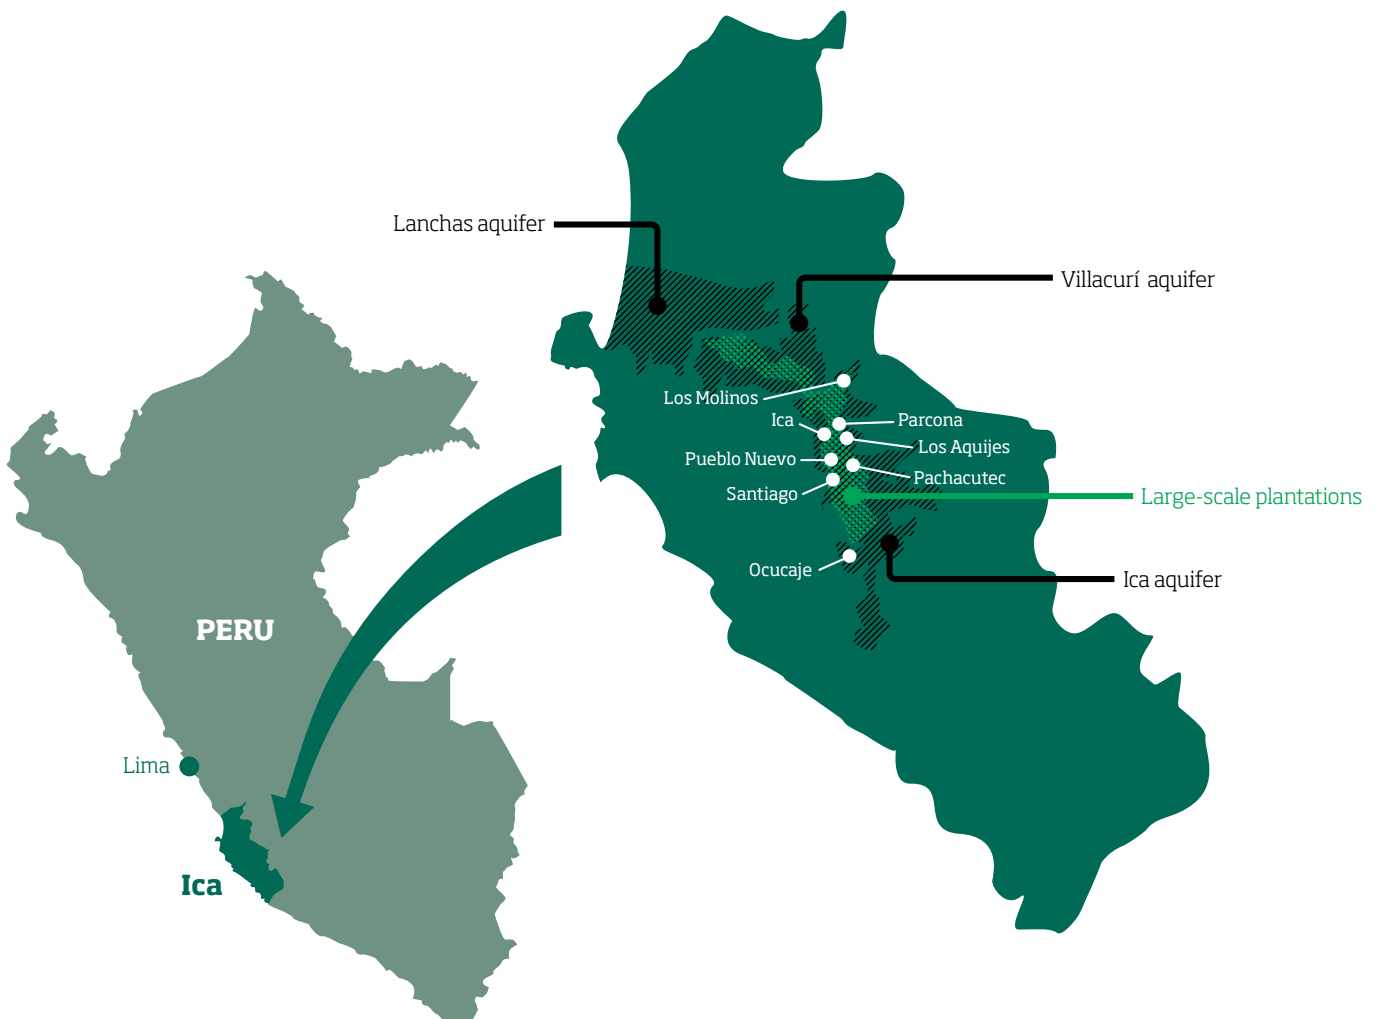 Lanchas aquifer
Villacurí aquifer
Los Molinos
Ica
Parcona
Los Aquijes
Pueblo Nuevo
Pachacutec
Santiago
Large-scale plantations
Ocucaje
Ica aquifer
PERU
Lima
Ica